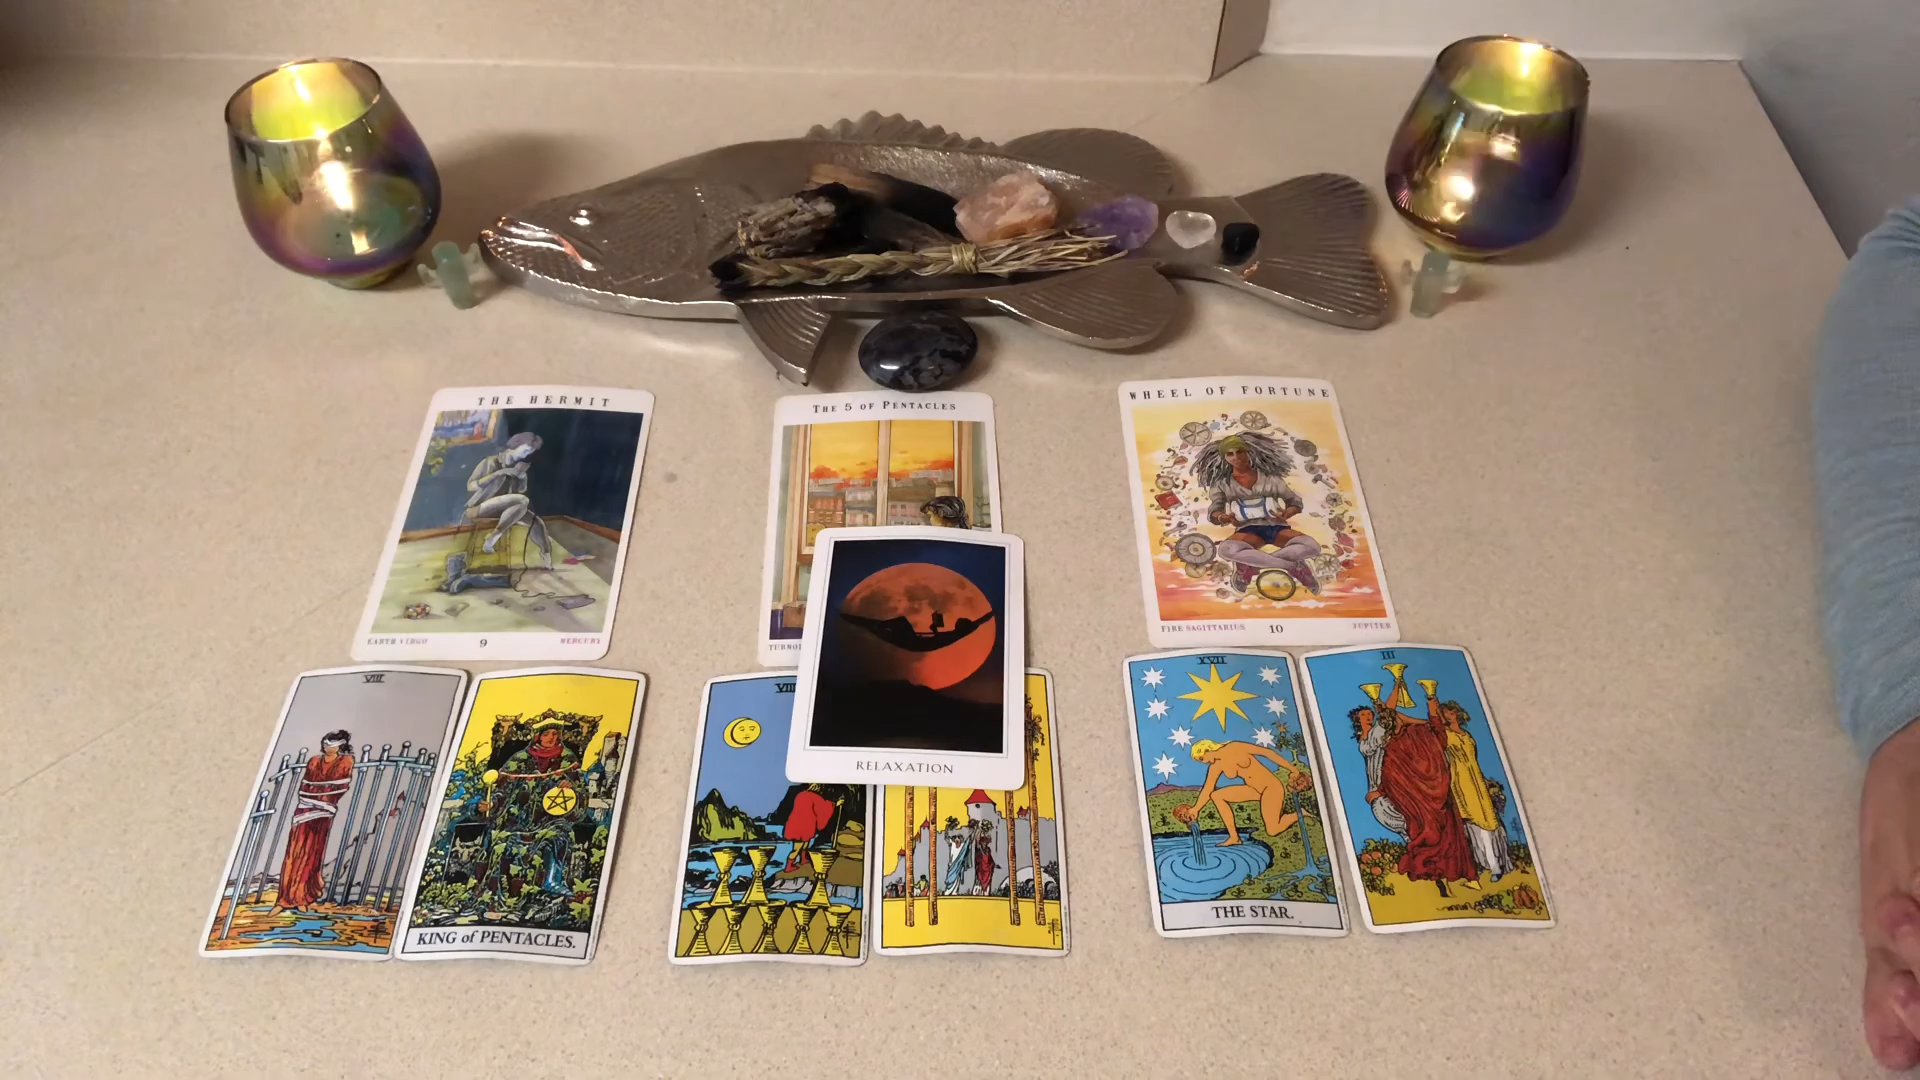 THE HERMIT
EARTH VIRGO 9 MERCURY
THE 5 OF PENTACLES
WHEEL OF FORTUNE
FIRE SAGITTARIUS 10 JUPITER
RELAXATION
VIII
KING of PENTACLES.
VIII
XVII
THE STAR.
III